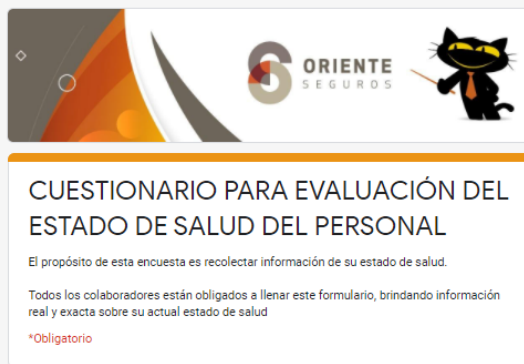 ORIENTE
SEGUROS
CUESTIONARIO PARA EVALUACIÓN DEL
ESTADO DE SALUD DEL PERSONAL
El propósito de esta encuesta es recolectar información de su estado de salud.
Todos los colaboradores están obligados a llenar este formulario, brindando información
real y exacta sobre su actual estado de salud
*Obligatorio